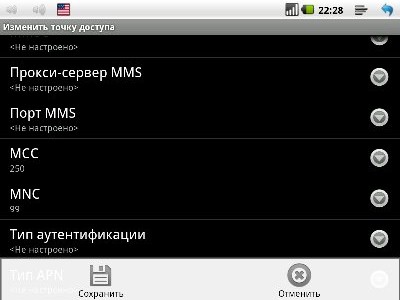 22:28
Изменить точку доступа
<Не настроено>
Прокси-сервер MMS
<Не настроено>
Порт MMS
<Не настроено>
MCC
250
MNC
99
Тип аутентификации
<Не настроено>
Тип APN
Сохранить
Отменить